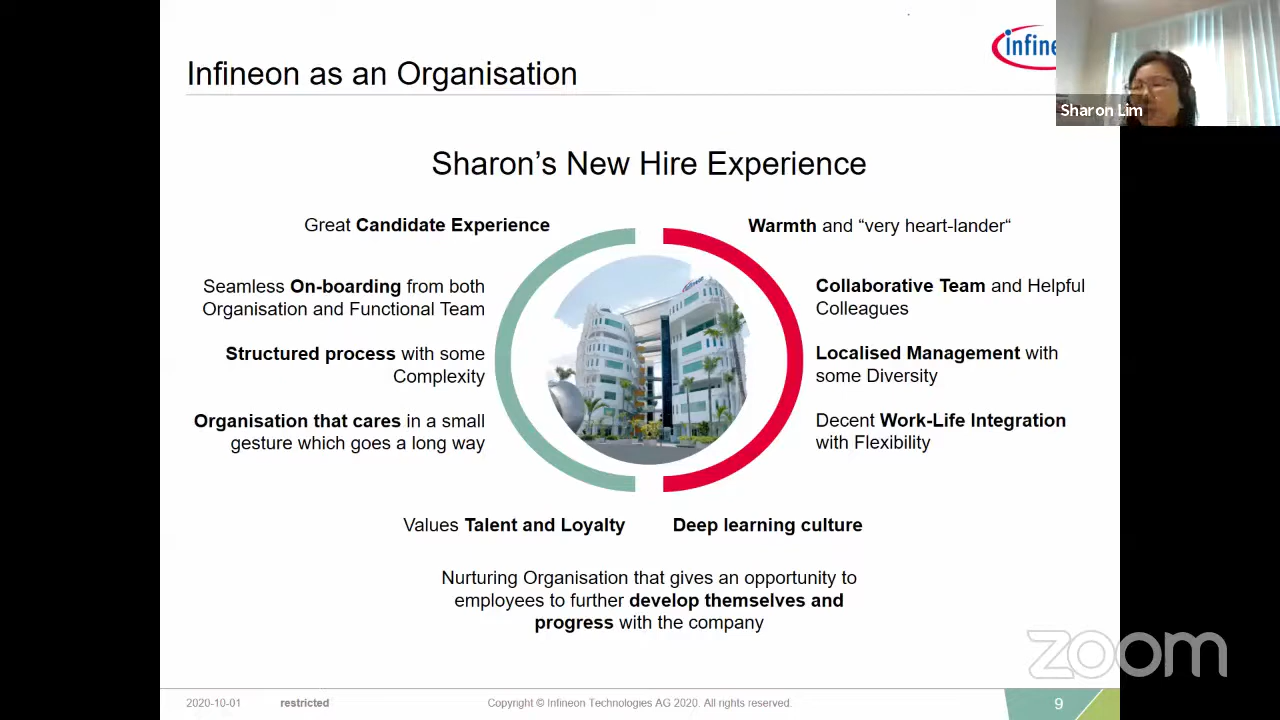 Infineon as an Organisation
infine
Sharon Lim
Sharon’s New Hire Experience
Great Candidate Experience
Seamless On-boarding from both
Organisation and Functional Team
Structured process with some
Complexity
Organisation that cares in a small
gesture which goes a long way
Warmth and “very heart-lander“
Collaborative Team and Helpful
Colleagues
Localised Management with
some Diversity
Decent Work-Life Integration
with Flexibility
Values Talent and Loyalty
Deep learning culture
Nurturing Organisation that gives an opportunity to
employees to further develop themselves and
progress with the company
zoom
2020-10-01 restricted Copyright © Infineon Technologies AG 2020. All rights reserved. 9